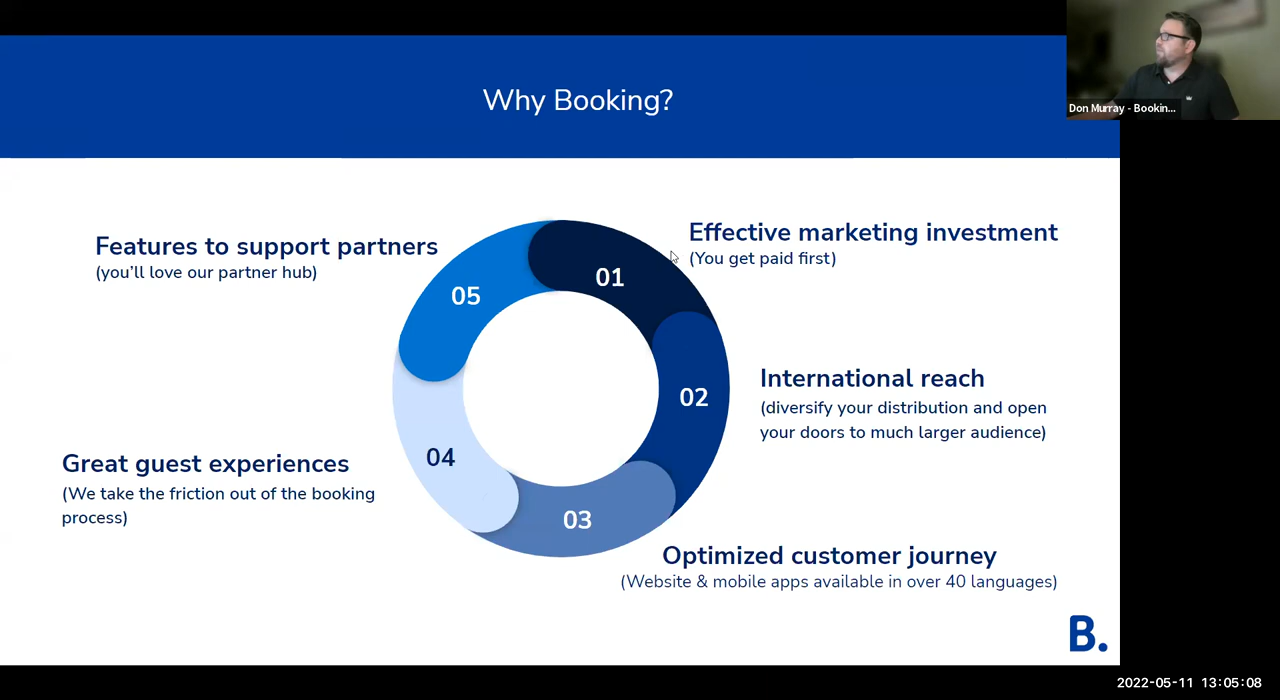 Why Booking?
Don Murray - Bookin...
Effective marketing investment
(You get paid first)
Features to support partners
(you'll love our partner hub)
01
05
International reach
(diversify your distribution and open
your doors to much larger audience)
02
Great guest experiences
(We take the friction out of the booking
process)
04
03
Optimized customer journey
(Website & mobile apps available in over 40 languages)
B.
2022-05-11 13:05:08